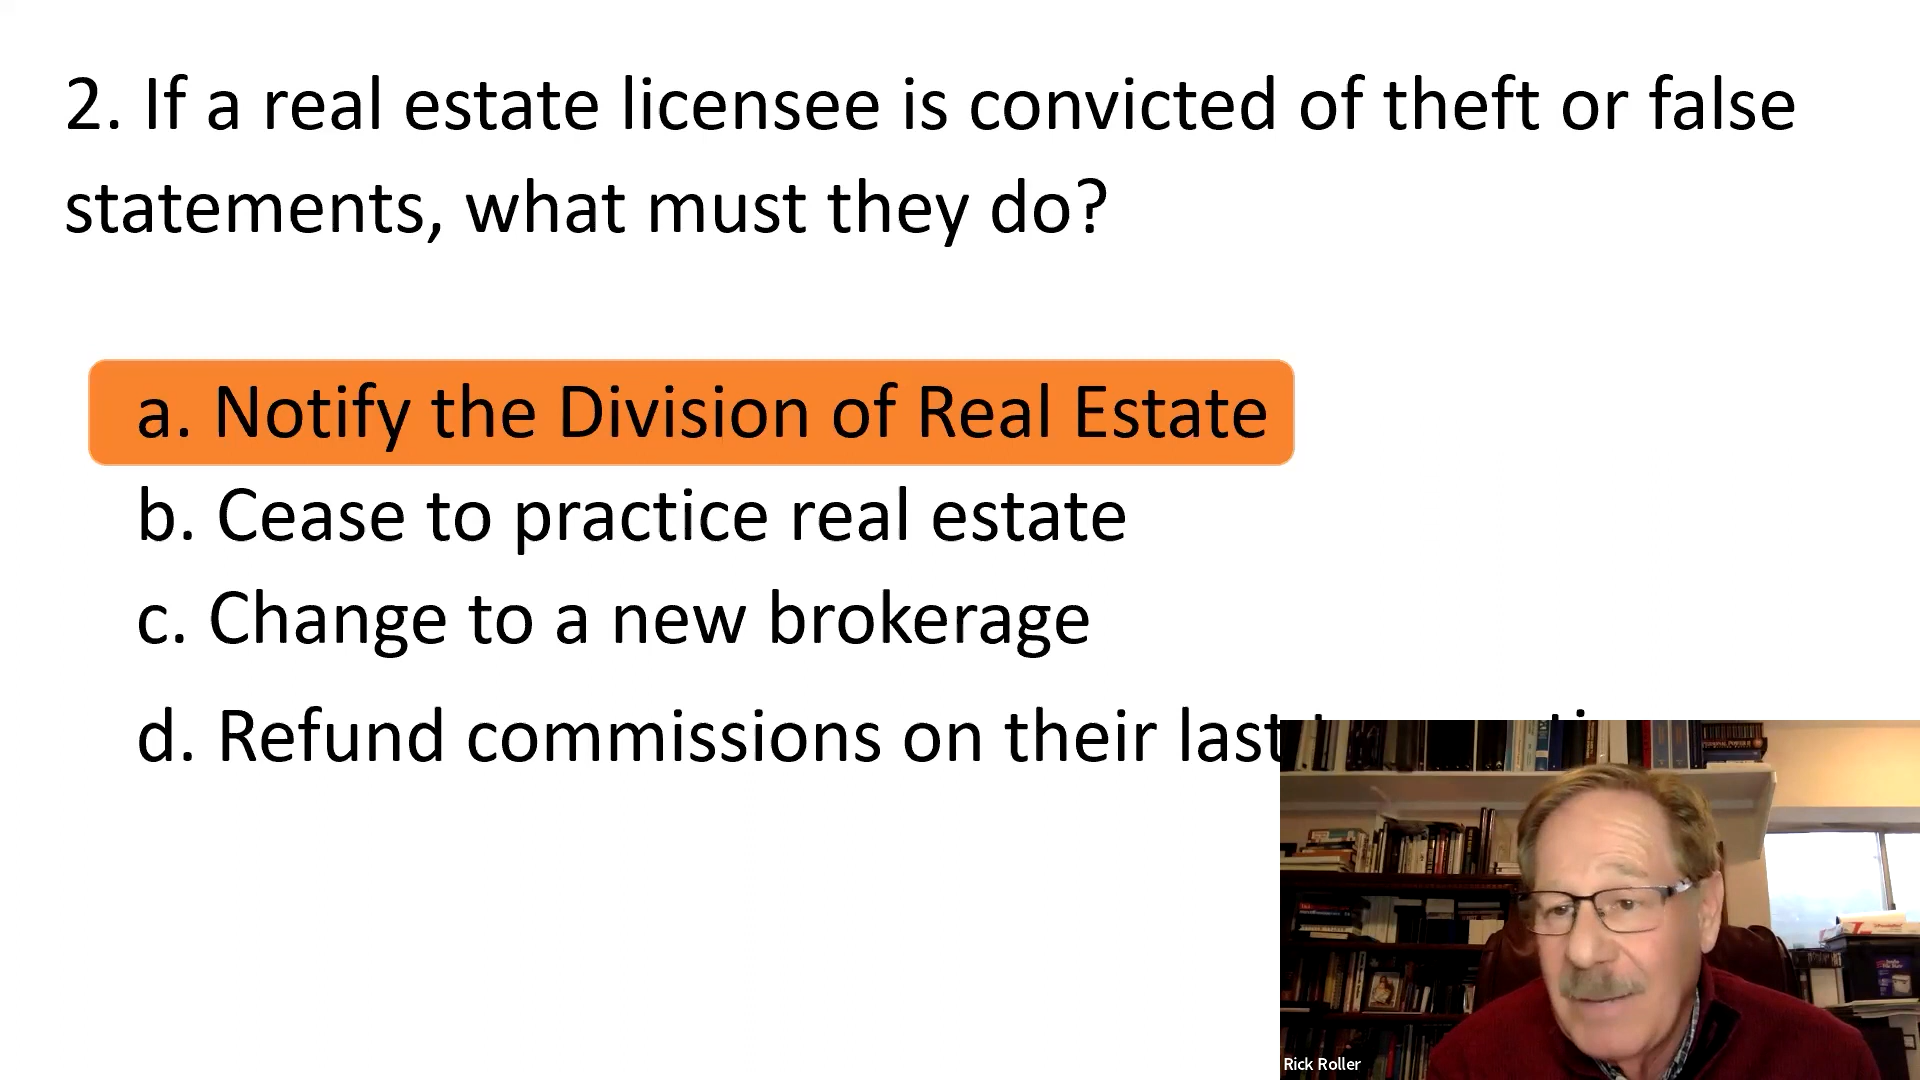 2. If a real estate licensee is convicted of theft or false
statements, what must they do?
a. Notify the Division of Real Estate
b. Cease to practice real estate
c. Change to a new brokerage
d. Refund commissions on their last
Rick Roller